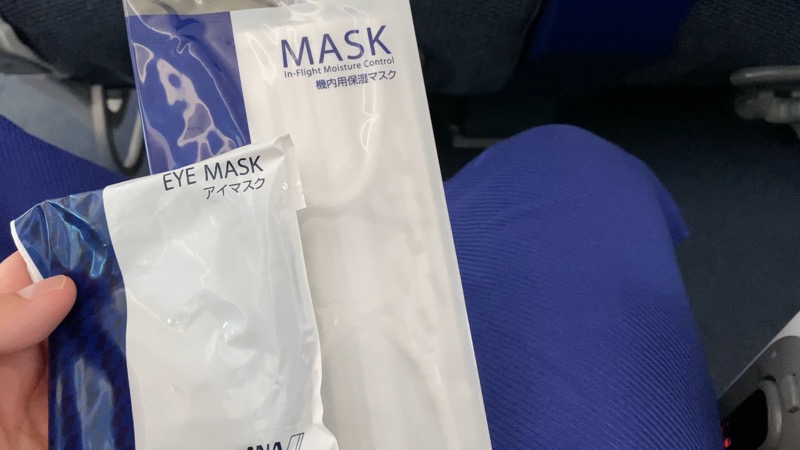 MASK
In-Flight Moisture Control
機内用保湿マスク
EYE MASK
アイマスク
ANA